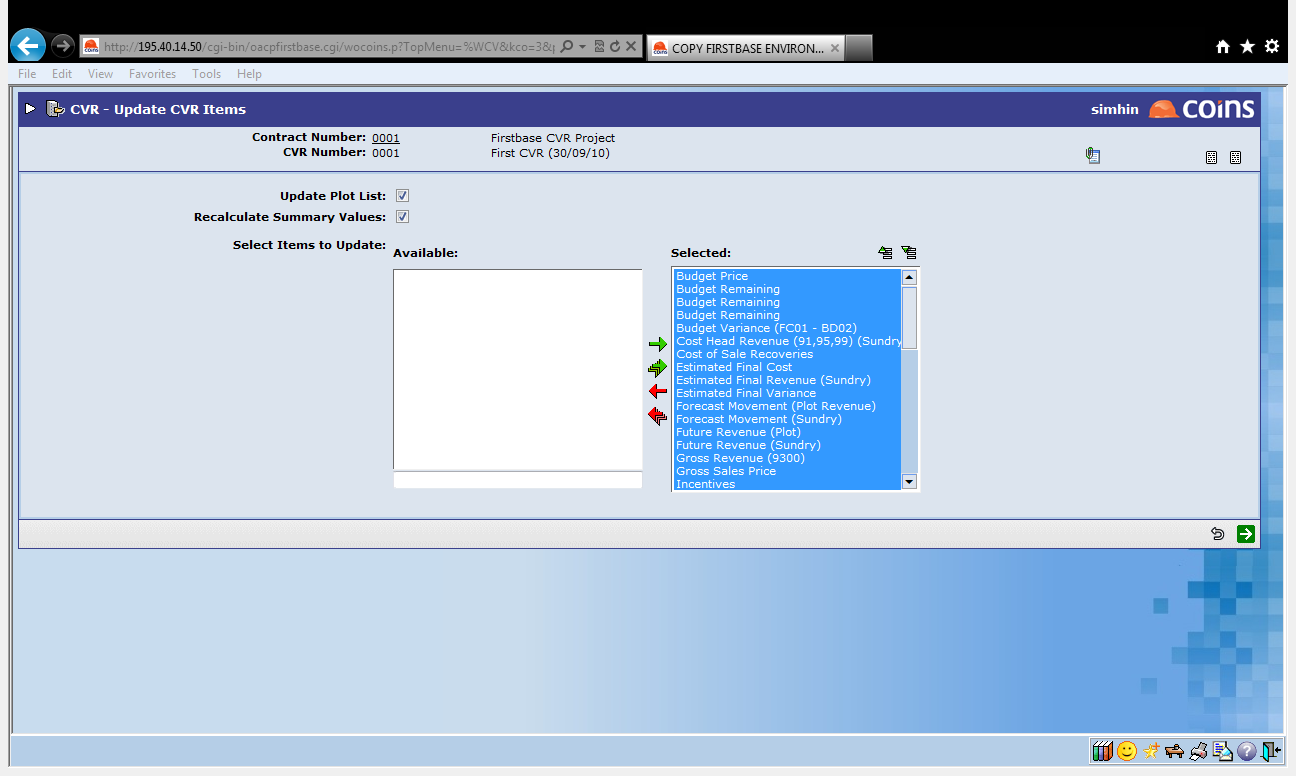 http://195.40.14.50/cgi-bin/oacpfirstbase.cgi/wocoins.p?TopMenu=%WCV&kco=3&
COPY FIRSTBASE ENVIRON...
File Edit View Favorites Tools Help
CVR - Update CVR Items
simhin
COINS
Contract Number: 0001 Firstbase CVR Project
CVR Number: 0001 First CVR (30/09/10)
Update Plot List:
Recalculate Summary Values:
Select Items to Update:
Available:
Selected:
Budget Price
Budget Remaining
Budget Remaining
Budget Remaining
Budget Variance (FC01 - BD02)
Cost Head Revenue (91,95,99) (Sundry
Cost of Sale Recoveries
Estimated Final Cost
Estimated Final Revenue (Sundry)
Estimated Final Variance
Forecast Movement (Plot Revenue)
Forecast Movement (Sundry)
Future Revenue (Plot)
Future Revenue (Sundry)
Gross Revenue (9300)
Gross Sales Price
Incentives